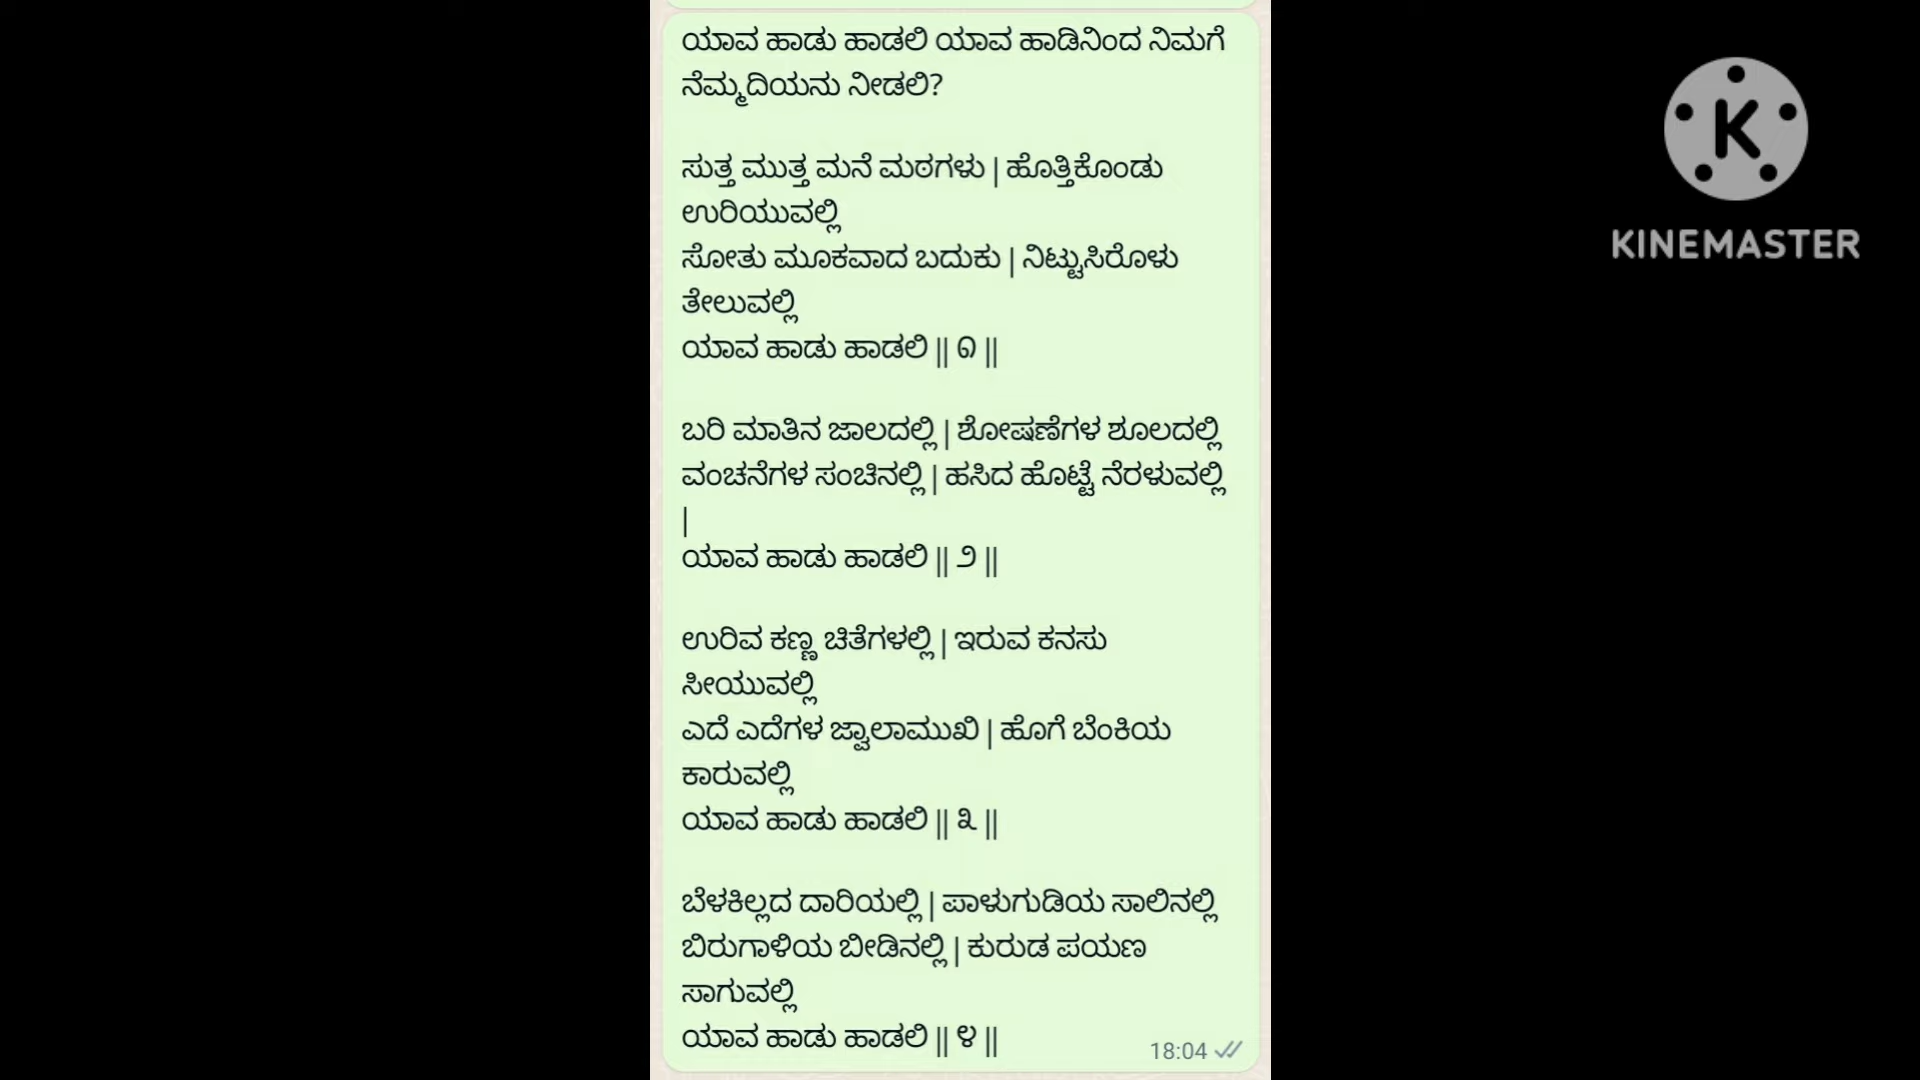 ಯಾವ ಹಾಡು ಹಾಡಲಿ ಯಾವ ಹಾಡಿನಿಂದ ನಿಮಗೆ
ನೆಮ್ಮದಿಯನು ನೀಡಲಿ?
ಸುತ್ತ ಮುತ್ತ ಮನೆ ಮಠಗಳು | ಹೊತ್ತಿಕೊಂಡು
ಉರಿಯುವಲ್ಲಿ
ಸೋತು ಮೂಕವಾದ ಬದುಕು | ನಿಟ್ಟುಸಿರೊಳು
ತೇಲುವಲ್ಲಿ
ಯಾವ ಹಾಡು ಹಾಡಲಿ || ೧ ||
ಬರಿ ಮಾತಿನ ಜಾಲದಲ್ಲಿ | ಶೋಷಣೆಗಳ ಶೂಲದಲ್ಲಿ
ವಂಚನೆಗಳ ಸಂಚಿನಲ್ಲಿ | ಹಸಿದ ಹೊಟ್ಟೆ ನೆರಳುವಲ್ಲಿ
|
ಯಾವ ಹಾಡು ಹಾಡಲಿ || ೨ ||
ಉರಿವ ಕಣ್ಣ ಚಿತೆಗಳಲ್ಲಿ | ಇರುವ ಕನಸು
ಸೀಯುವಲ್ಲಿ
ಎದೆ ಎದೆಗಳ ಜ್ವಾಲಾಮುಖಿ | ಹೊಗೆ ಬೆಂಕಿಯ
ಕಾರುವಲ್ಲಿ
ಯಾವ ಹಾಡು ಹಾಡಲಿ || ೩ ||
ಬೆಳಕಿಲ್ಲದ ದಾರಿಯಲ್ಲಿ | ಪಾಳುಗುಡಿಯ ಸಾಲಿನಲ್ಲಿ
ಬಿರುಗಾಳಿಯ ಬೀಡಿನಲ್ಲಿ | ಕುರುಡ ಪಯಣ
ಸಾಗುವಲ್ಲಿ
ಯಾವ ಹಾಡು ಹಾಡಲಿ || ೪ ||
18:04
K
KINEMASTER